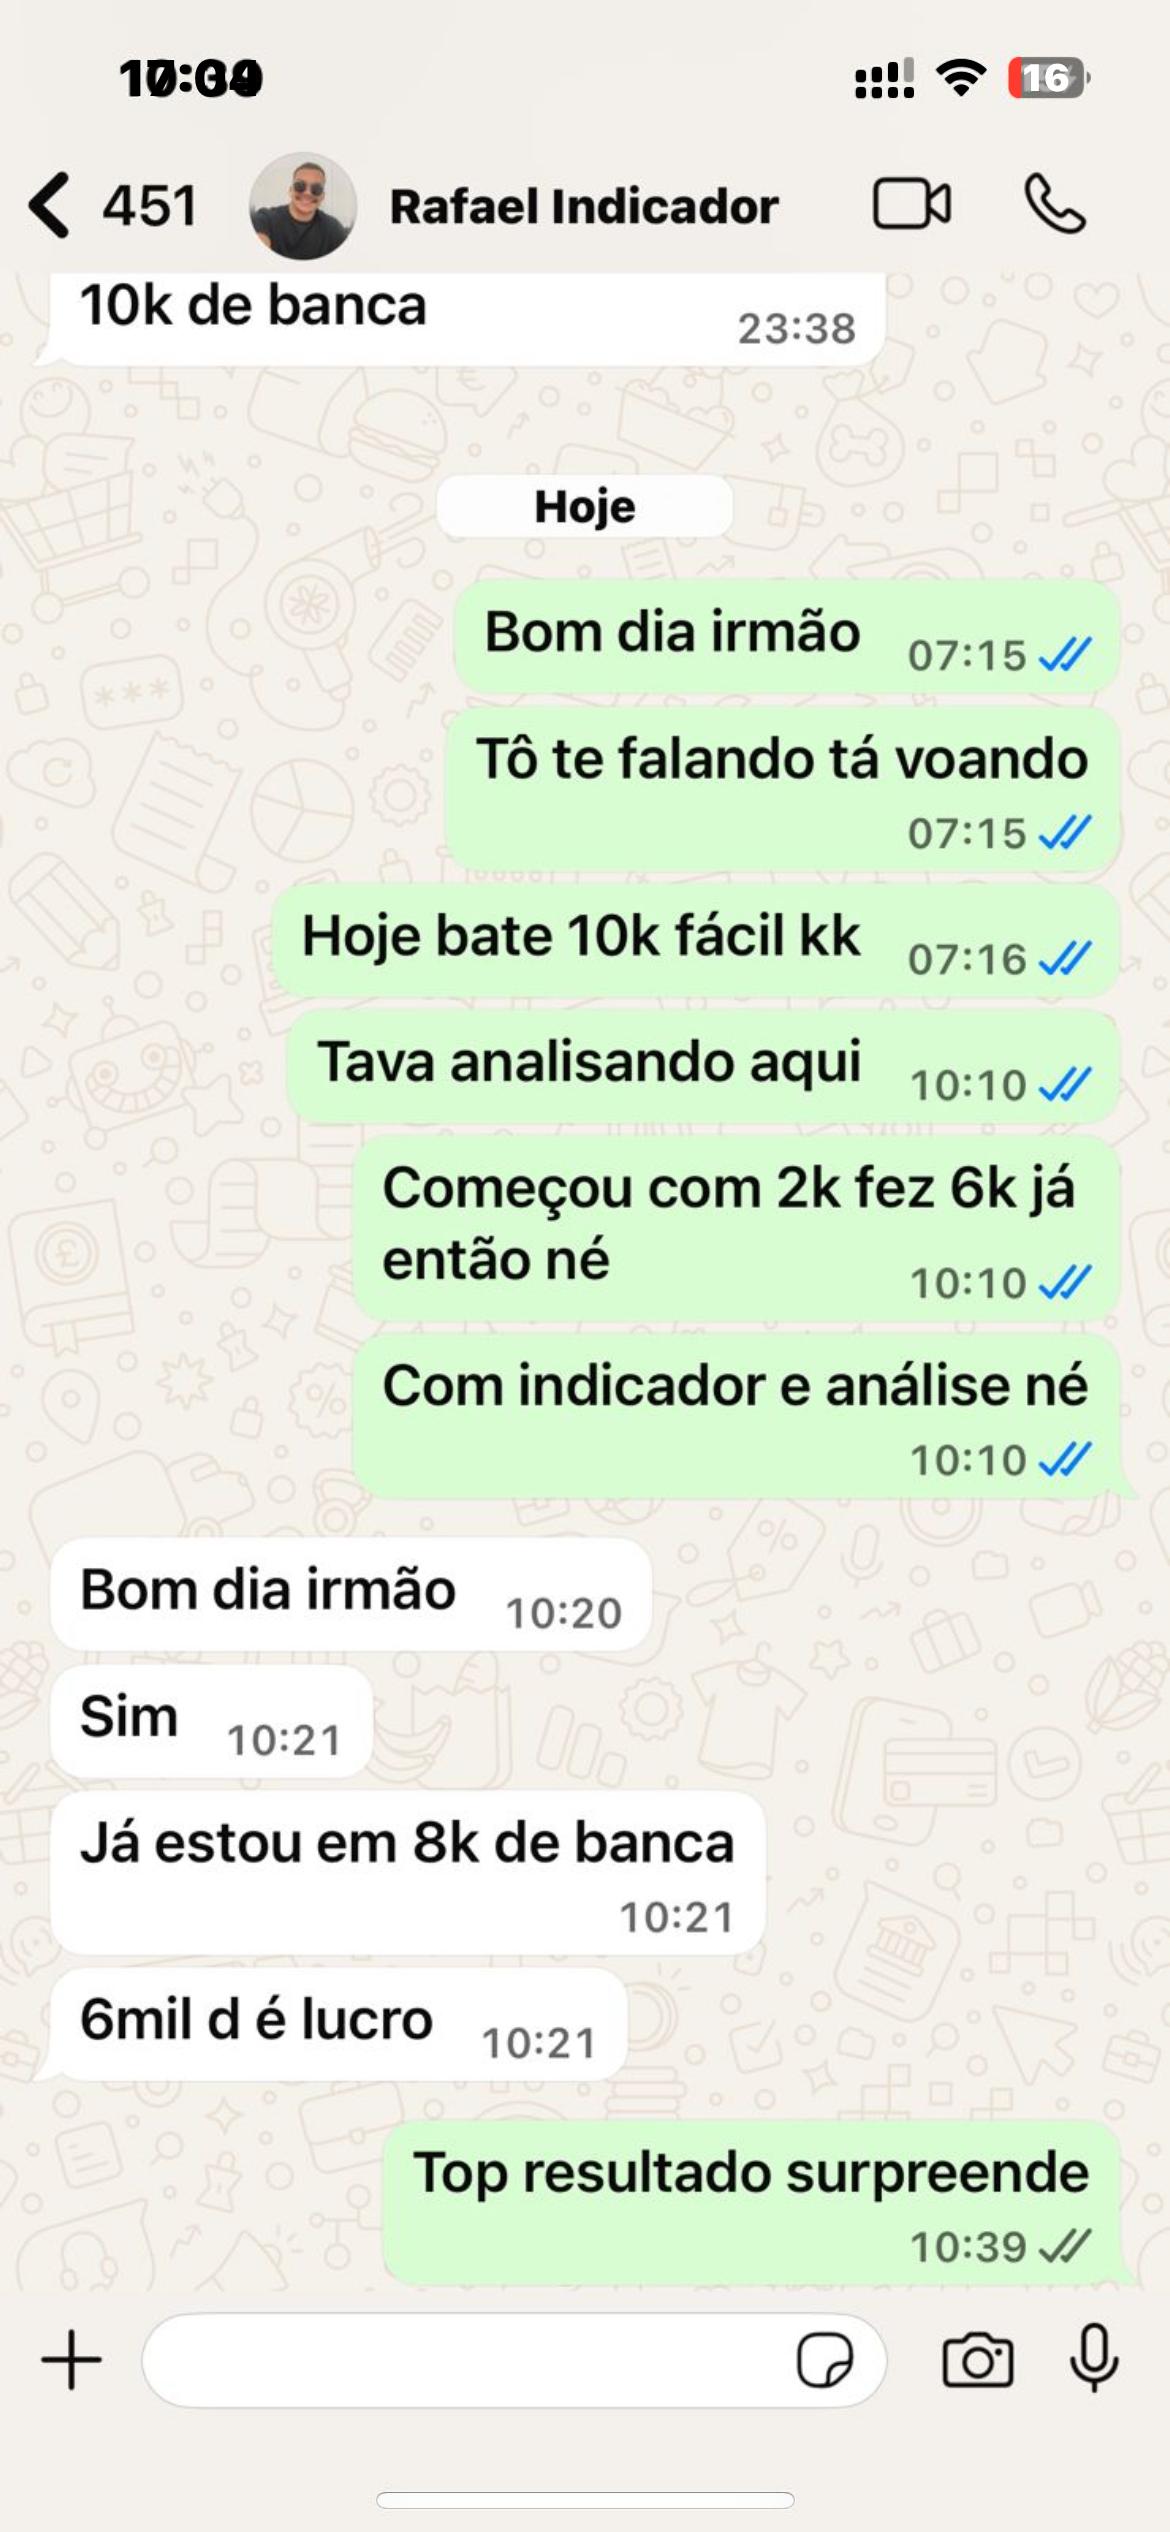 451
Rafael Indicador
16
10k de banca
23:38
Hoje
Bom dia irmão
07:15
Tô te falando tá voando
07:15
Hoje bate 10k fácil kk
07:16
Tava analisando aqui
10:10
Começou com 2k fez 6k já
então né
10:10
Com indicador e análise né
10:10
Bom dia irmão
10:20
Sim
10:21
Já estou em 8k de banca
10:21
6mil d é lucro
10:21
Top resultado surpreende
10:39